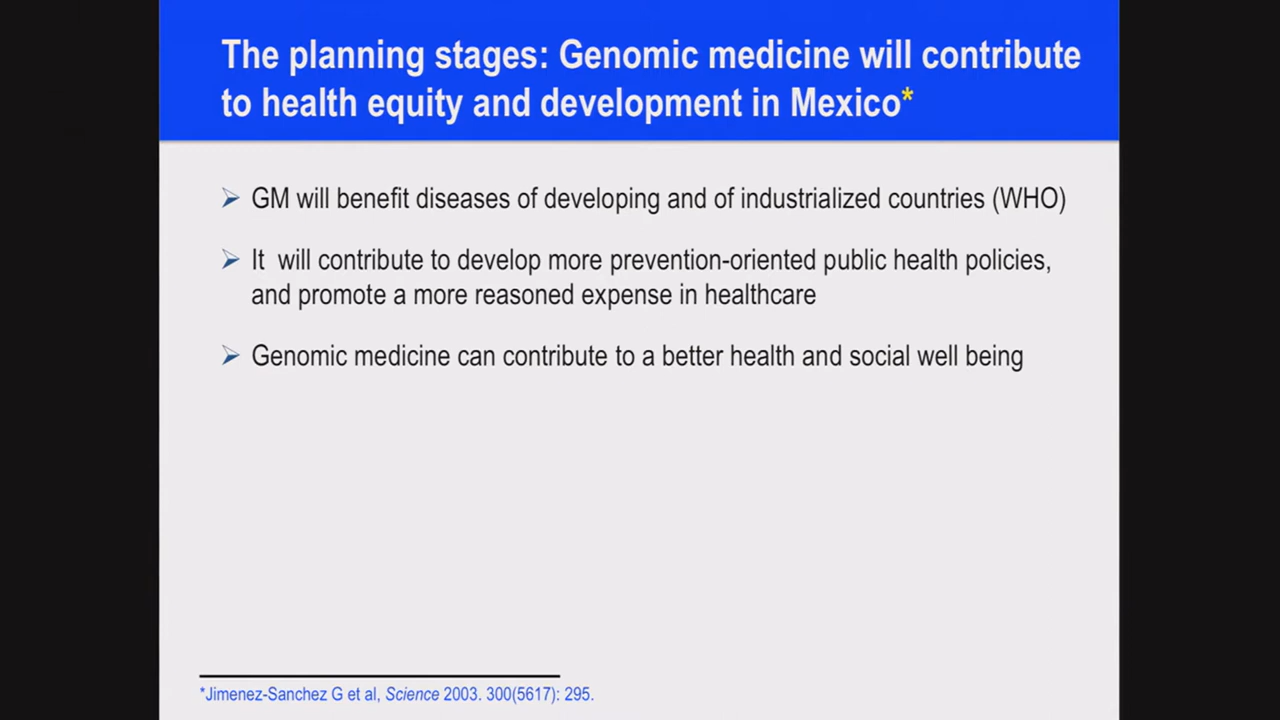 The planning stages: Genomic medicine will contribute
to health equity and development in Mexico*
GM will benefit diseases of developing and of industrialized countries (WHO)
It  will contribute to develop more prevention-oriented public health policies,
and promote a more reasoned expense in healthcare
Genomic medicine can contribute to a better health and social well being
*Jimenez-Sanchez G et al, Science 2003. 300(5617): 295.